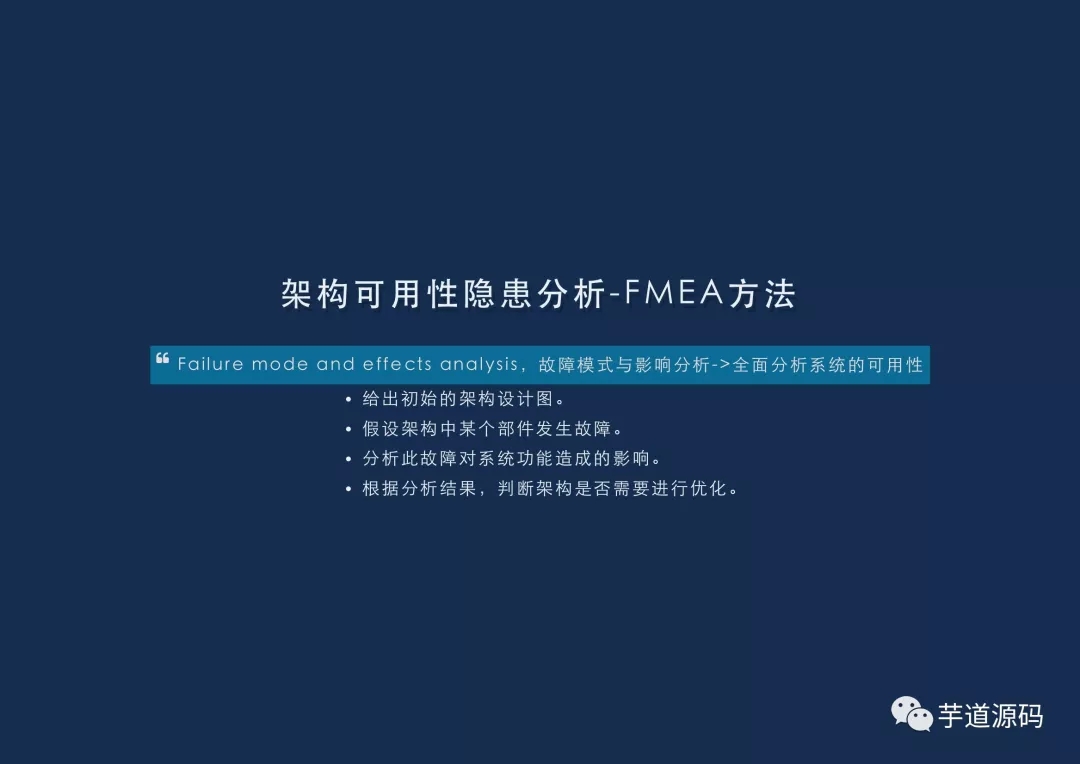 架构可用性隐患分析-FMEA方法
❝ Failure mode and effects analysis，故障模式与影响分析->全面分析系统的可用性
• 给出初始的架构设计图。
• 假设架构中某个部件发生故障。
• 分析此故障对系统功能造成的影响。
• 根据分析结果，判断架构是否需要进行优化。
芋道源码